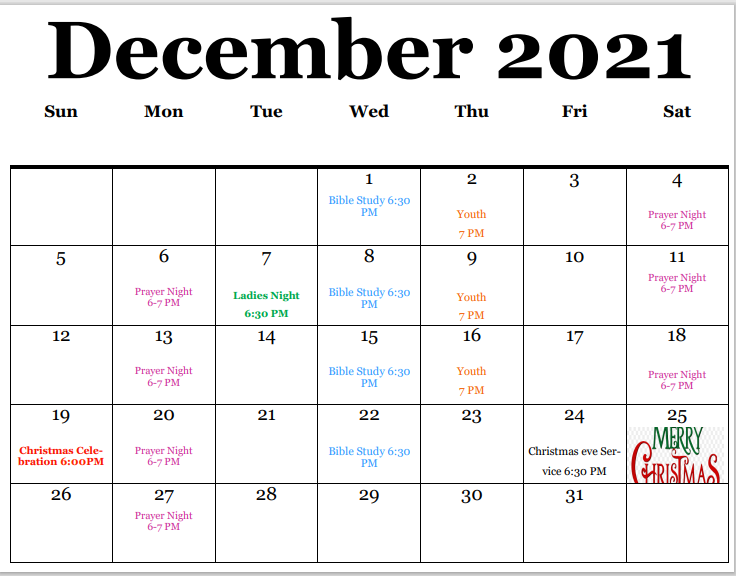 December 2021
Sun Mon Tue Wed Thu Fri Sat
1 2 3 4
Bible Study 6:30
PM
Youth
7 PM
Prayer Night
6-7 PM
5 6 7 8 9 10 11
Prayer Night
6-7 PM
Ladies Night
6:30 PM
Bible Study 6:30
PM
Youth
7 PM
Prayer Night
6-7 PM
12 13 14 15 16 17 18
Prayer Night
6-7 PM
Bible Study 6:30
PM
Youth
7 PM
Prayer Night
6-7 PM
19 20 21 22 23 24 25
Christmas Cele-
bration 6:00PM
Prayer Night
6-7 PM
Bible Study 6:30
PM
Christmas eve Ser-
vice 6:30 PM
MERRY
CHRISTMAS
26 27 28 29 30 31
Prayer Night
6-7 PM